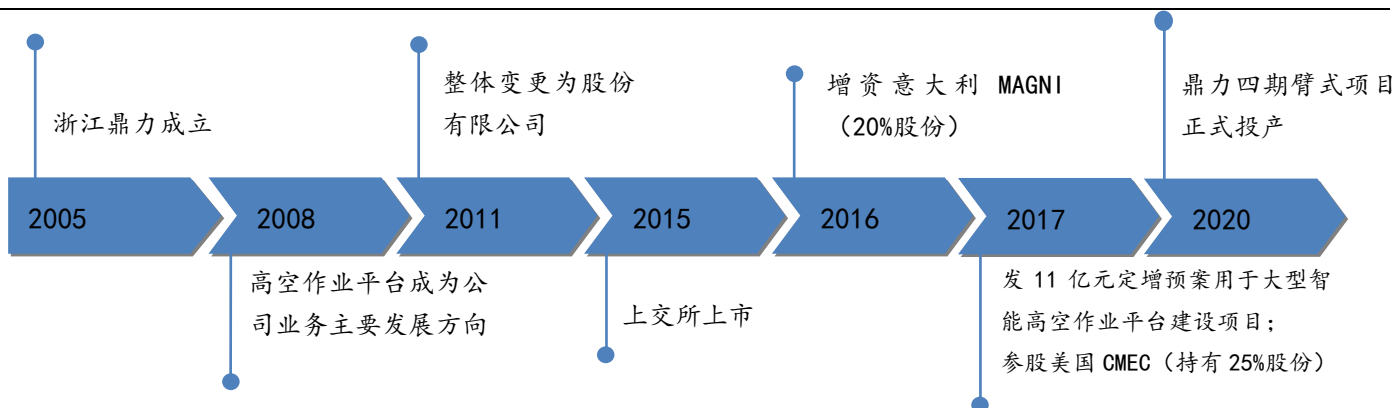 浙江鼎力成立
整体变更为股份
有限公司
增资意大利 MAGNI
（20%股份）
鼎力四期臂式项目
正式投产
2005
2008
2011
2015
2016
2017
2020
高空作业平台成为公
司业务主要发展方向
上交所上市
发 11 亿元定增预案用于大型智
能高空作业平台建设项目；
参股美国 CMEC（持有 25%股份）